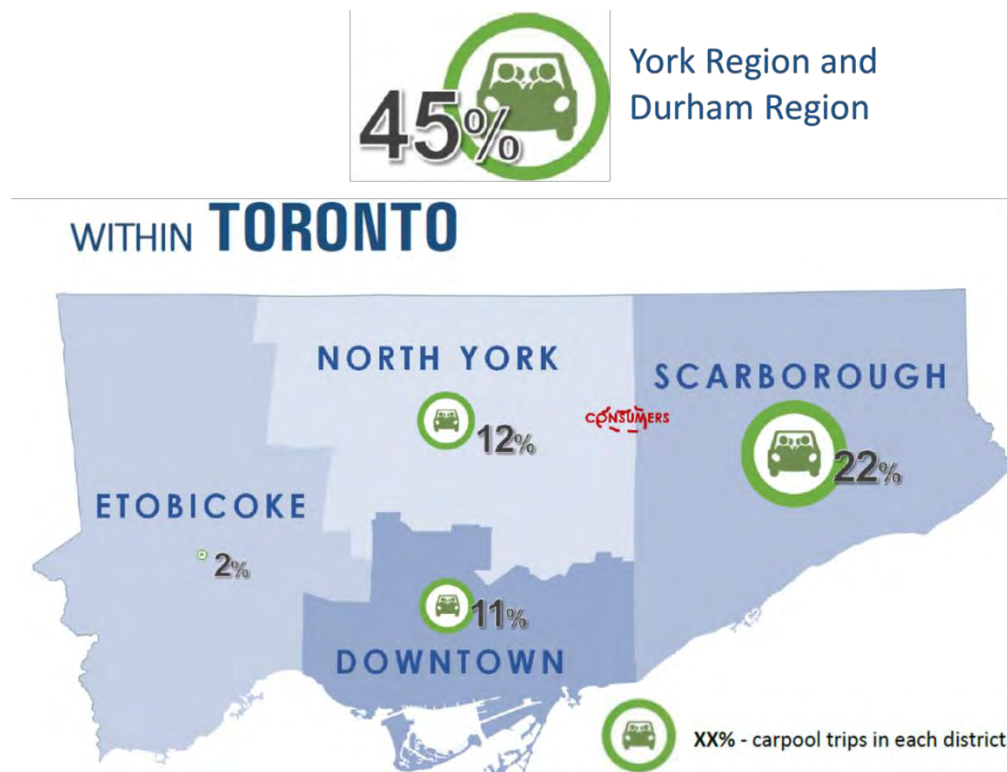 45%
York Region and
Durham Region
WITHIN TORONTO
NORTH YORK
SCARBOROUGH
CONSUMERS
12%
22%
ETOBICOKE
2%
11%
DOWNTOWN
XX% - carpool trips in each district